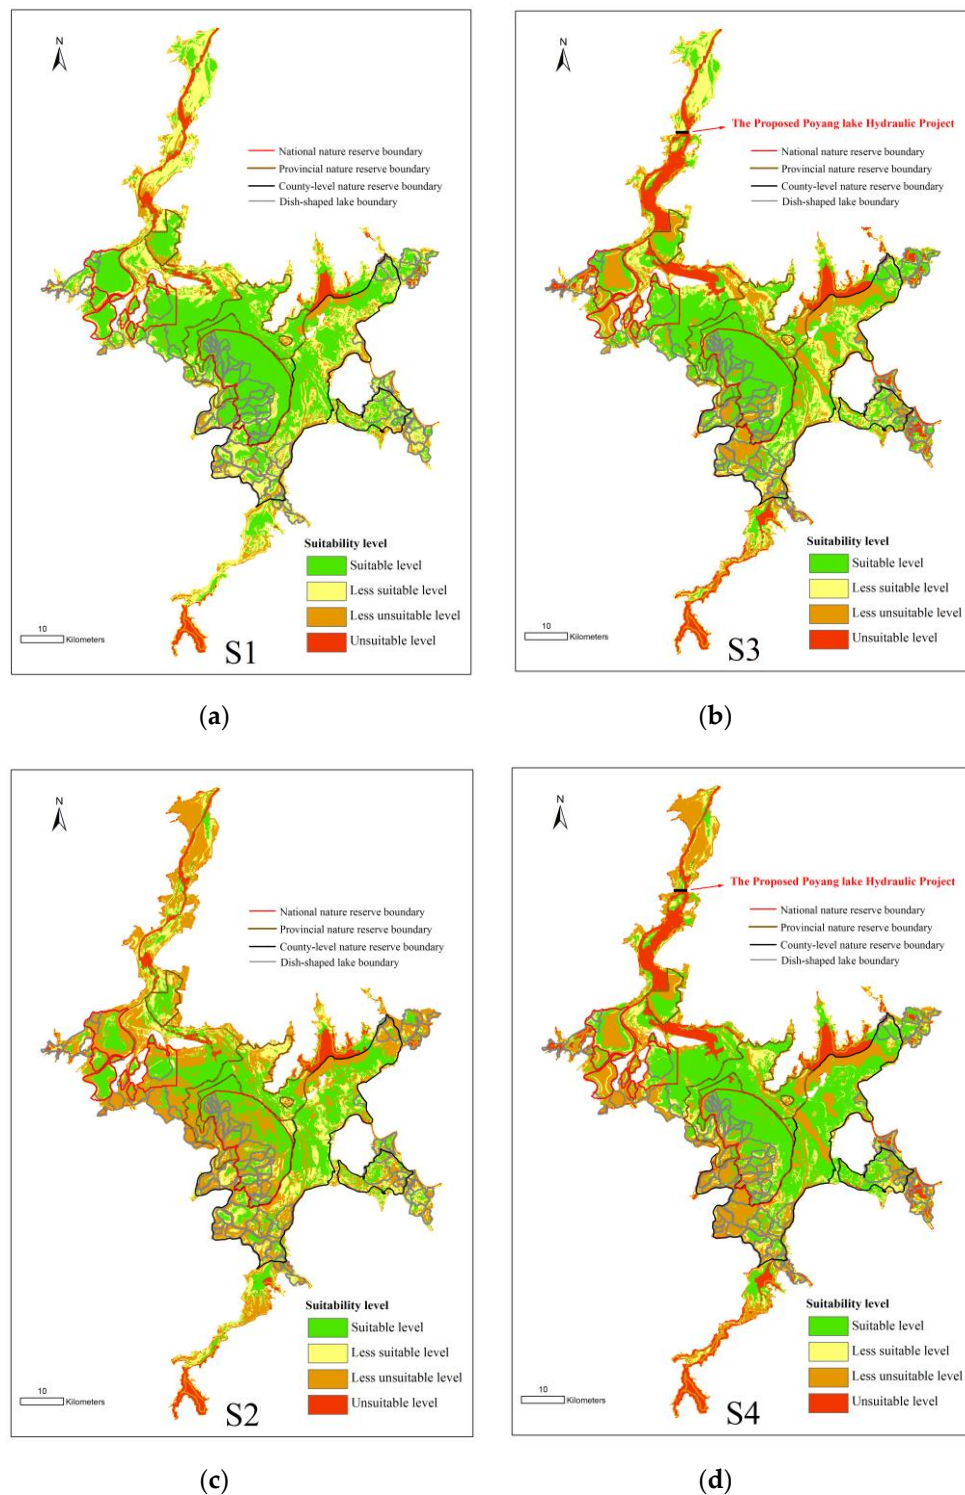 N
National nature reserve boundary
Provincial nature reserve boundary
County-level nature reserve boundary
Dish-shaped lake boundary
Suitability level
Suitable level
Less suitable level
Less unsuitable level
Unsuitable level
10
Kilometers
S1
(a)
N
The Proposed Poyang lake Hydraulic Project
National nature reserve boundary
Provincial nature reserve boundary
County-level nature reserve boundary
Dish-shaped lake boundary
Suitability level
Suitable level
Less suitable level
Less unsuitable level
Unsuitable level
10
Kilometers
S3
(b)
N
National nature reserve boundary
Provincial nature reserve boundary
County-level nature reserve boundary
Dish-shaped lake boundary
Suitability level
Suitable level
Less suitable level
Less unsuitable level
Unsuitable level
10
Kilometers
S2
(c)
N
The Proposed Poyang lake Hydraulic Project
National nature reserve boundary
Provincial nature reserve boundary
County-level nature reserve boundary
Dish-shaped lake boundary
Suitability level
Suitable level
Less suitable level
Less unsuitable level
Unsuitable level
10
Kilometers
S4
(d)